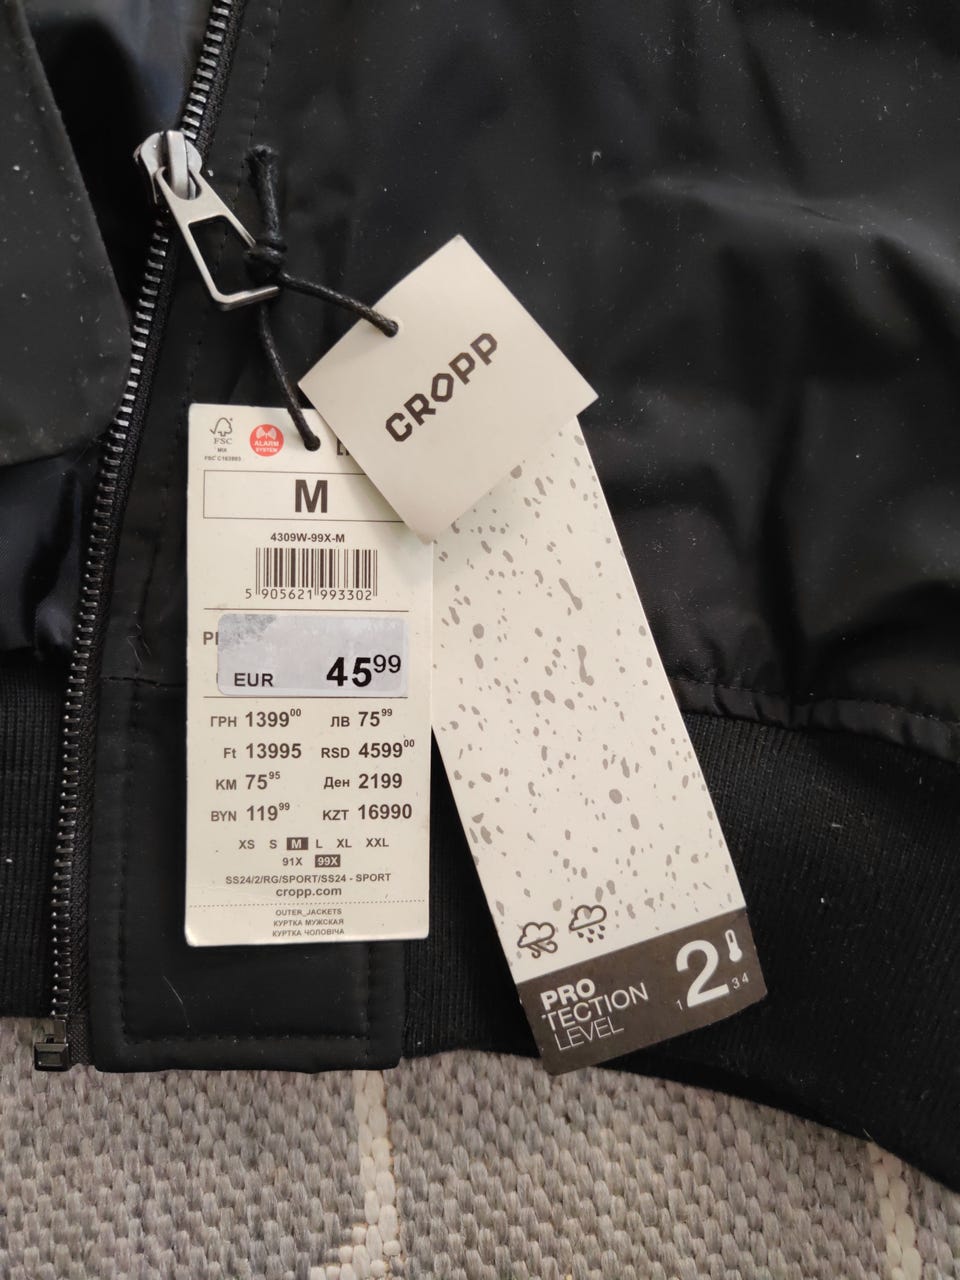 FSC
MIX
FSC® C163885
ALARM
SYSTEM
M
4309W-99X-M
5 905621 993302
EUR 45 99
ГРН 1399 00 ЛВ 75 99
Ft 13995 RSD 4599 00
KM 75 95 Ден 2199
BYN 119 99 KZT 16990
XS S M L XL XXL
91X 99X
SS24/2/RG/SPORT/SS24 - SPORT
cropp.com
OUTER_JACKETS
КУРТКА МУЖСКАЯ
КУРТКА ЧОЛОВІЧА
CROPP
PRO
TECTION
LEVEL
1 2 3 4